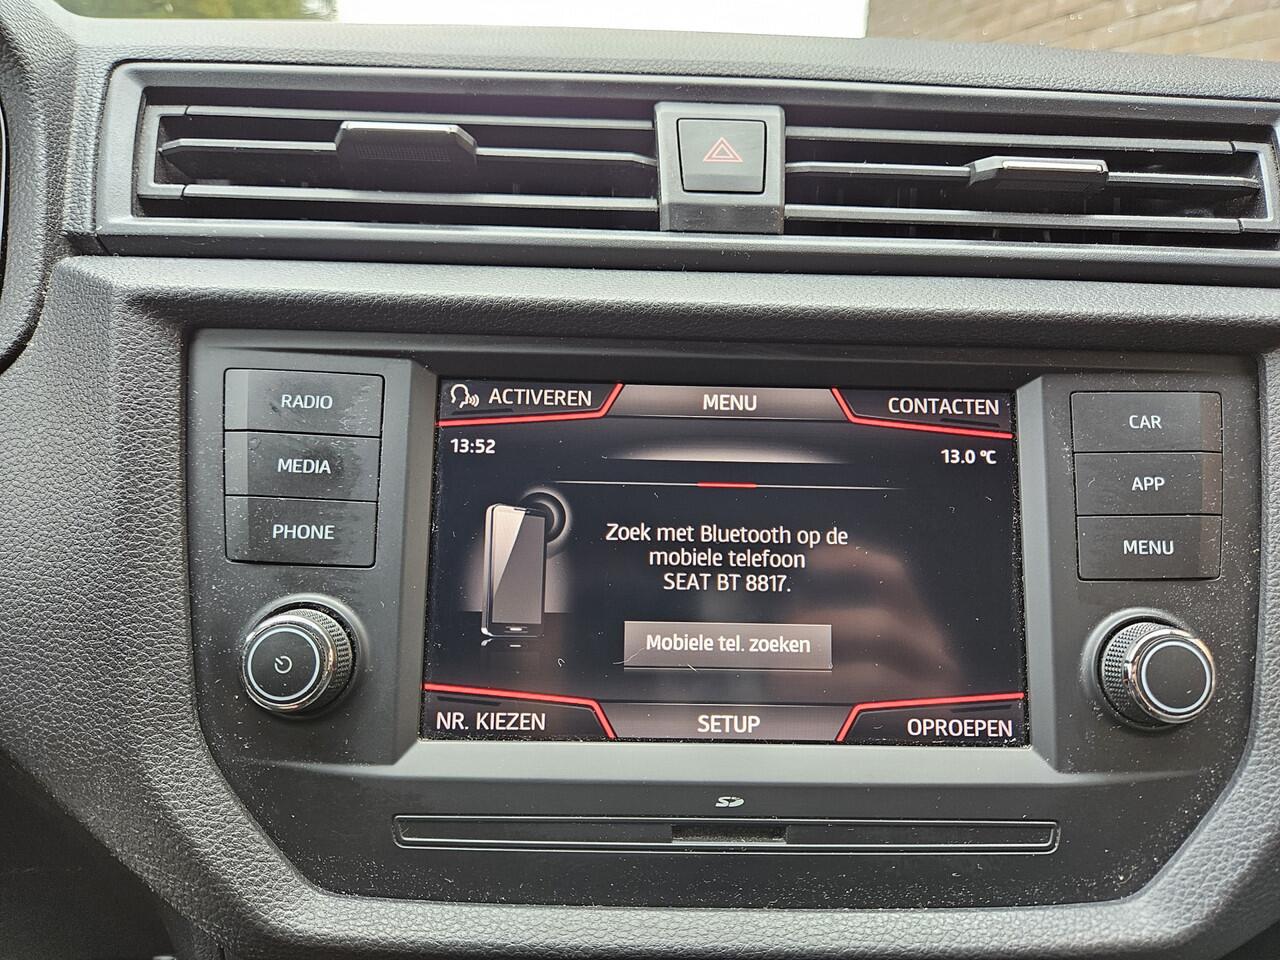 RADIO
MEDIA
PHONE
ACTIVEREN
MENU
CONTACTEN
13:52
13.0 °C
Zoek met Bluetooth op de
mobiele telefoon
SEAT BT 8817.
Mobiele tel. zoeken
NR. KIEZEN
SETUP
OPROEPEN
CAR
APP
MENU
SD